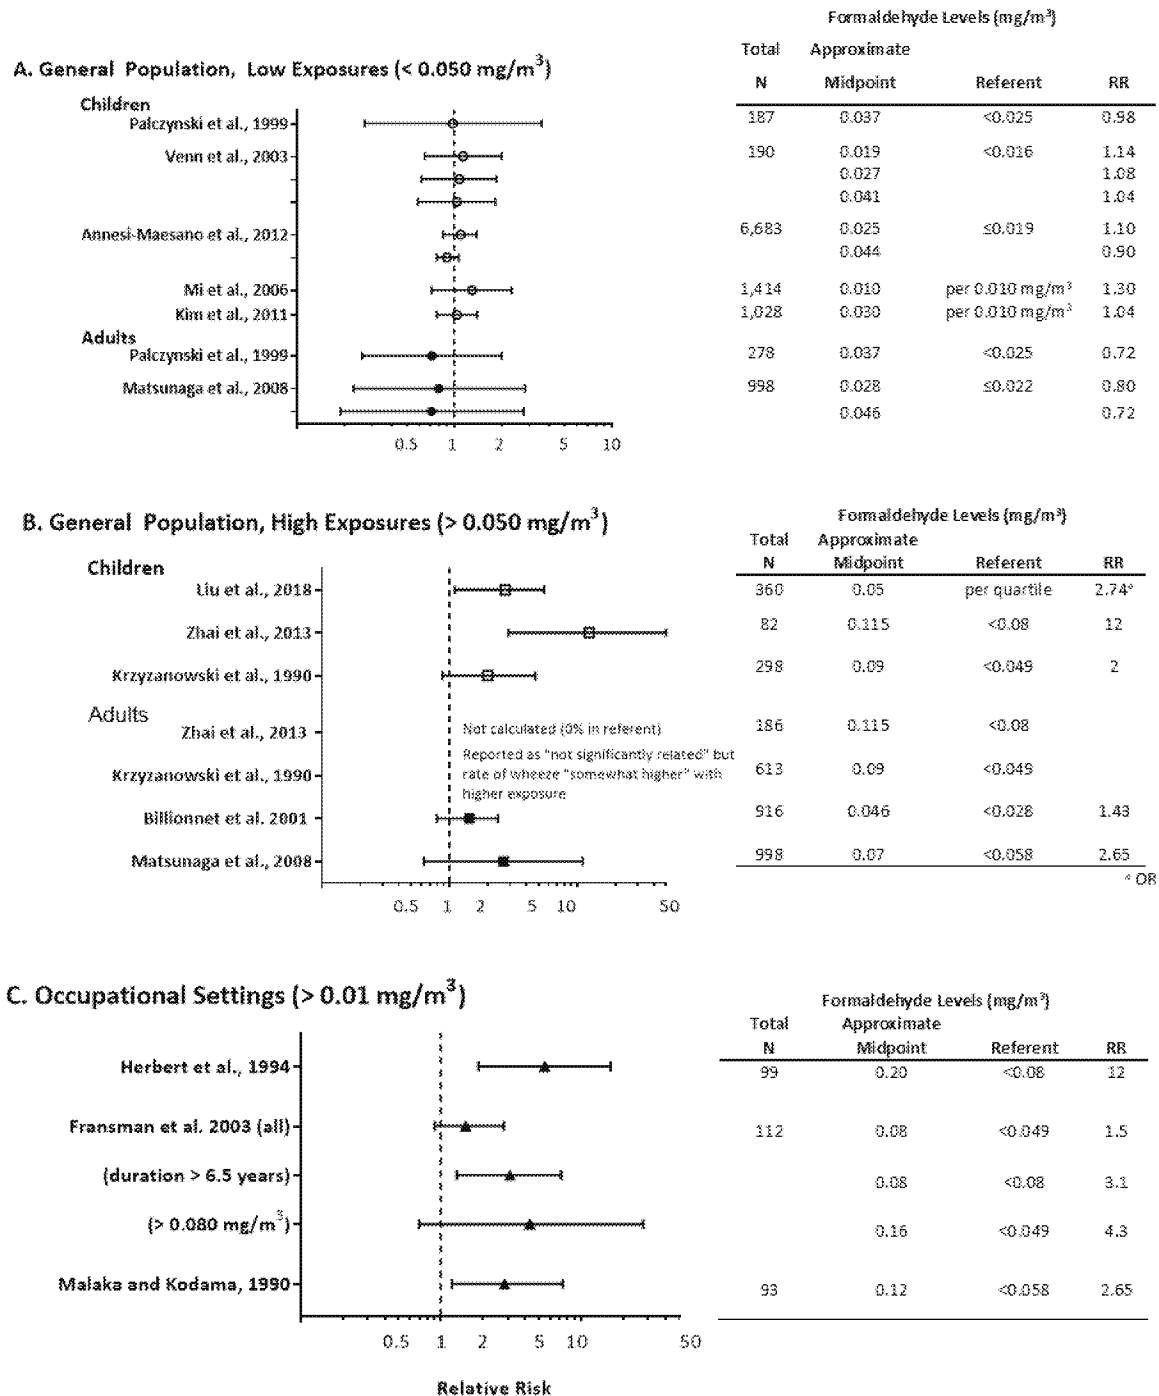 Formaldehyde Levels (mg/m³)
Total Approximate
N Midpoint Referent RR
A. General Population, Low Exposures (< 0.050 mg/m³)
Children
Palczynski et al., 1999 187 0.037 <0.025 0.98
Venn et al., 2003 190 0.019 <0.016 1.14
0.027 1.08
0.041 1.04
Annesi-Maesano et al., 2012 6,683 0.025 ≤0.019 1.10
0.044 0.90
Mi et al., 2006 1,414 0.010 per 0.010 mg/m³ 1.30
Kim et al., 2011 1,028 0.030 per 0.010 mg/m³ 1.04
Adults
Palczynski et al., 1999 278 0.037 <0.025 0.72
Matsunaga et al., 2008 998 0.028 ≤0.022 0.80
0.046 0.72
0.5 1 2 5 10
B. General Population, High Exposures (> 0.050 mg/m³)
Formaldehyde Levels (mg/m³)
Total Approximate
N Midpoint Referent RR
Children
Liu et al., 2018 360 0.05 per quartile 2.74ᵃ
Zhai et al., 2013 82 0.115 <0.08 12
Krzyzanowski et al., 1990 298 0.09 <0.049 2
Adults
Zhai et al., 2013 Not calculated (0% in referent) 186 0.115 <0.08
Krzyzanowski et al., 1990 613 0.09 <0.049
Reported as "not significantly related" but
rate of wheeze "somewhat higher" with
higher exposure
Billionnet et al. 2001 916 0.046 <0.028 1.43
Matsunaga et al., 2008 998 0.07 <0.058 2.65
ᵃ OR
0.5 1 2 5 10 50
C. Occupational Settings (> 0.01 mg/m³)
Formaldehyde Levels (mg/m³)
Total Approximate
N Midpoint Referent RR
Herbert et al., 1994 99 0.20 <0.08 12
Fransman et al. 2003 (all) 112 0.08 <0.049 1.5
(duration > 6.5 years) 0.08 <0.08 3.1
(> 0.080 mg/m³) 0.16 <0.049 4.3
Malaka and Kodama, 1990 93 0.12 <0.058 2.65
0.5 1 2 5 10 50
Relative Risk